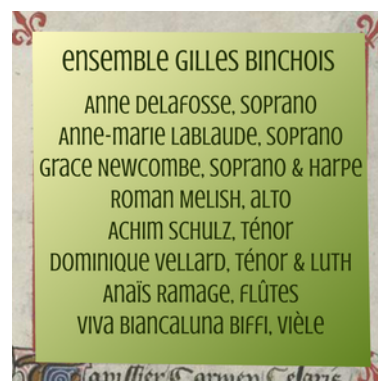 ensemble Gilles Binchois
Anne Delafosse, soprano
Anne-Marie Lablaude, soprano
Grace Newcombe, soprano & harpe
Roman Melish, alto
Achim Schulz, ténor
Dominique Vellard, ténor & luth
Anaïs Ramage, flûtes
Viva Biancaluna Biffi, vièle